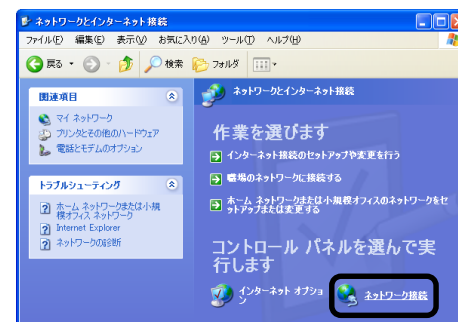 ネットワークとインターネット接続
ファイル(F) 編集(E) 表示(V) お気に入り(A) ツール(T) ヘルプ(H)
戻る 検索 フォルダ
関連項目
マイ ネットワーク
プリンタとその他のハードウェア
電話とモデムのオプション
トラブルシューティング
ホーム ネットワークまたは小規
模オフィス ネットワーク
Internet Explorer
ネットワークの診断
ネットワークとインターネット接続
作業を選びます
インターネット接続のセットアップや変更を行う
職場のネットワークに接続する
ホーム ネットワークまたは小規模オフィスのネットワークをセ
ットアップまたは変更する
コントロール パネルを選んで実
行します
インターネット オプショ
ン
ネットワーク接続